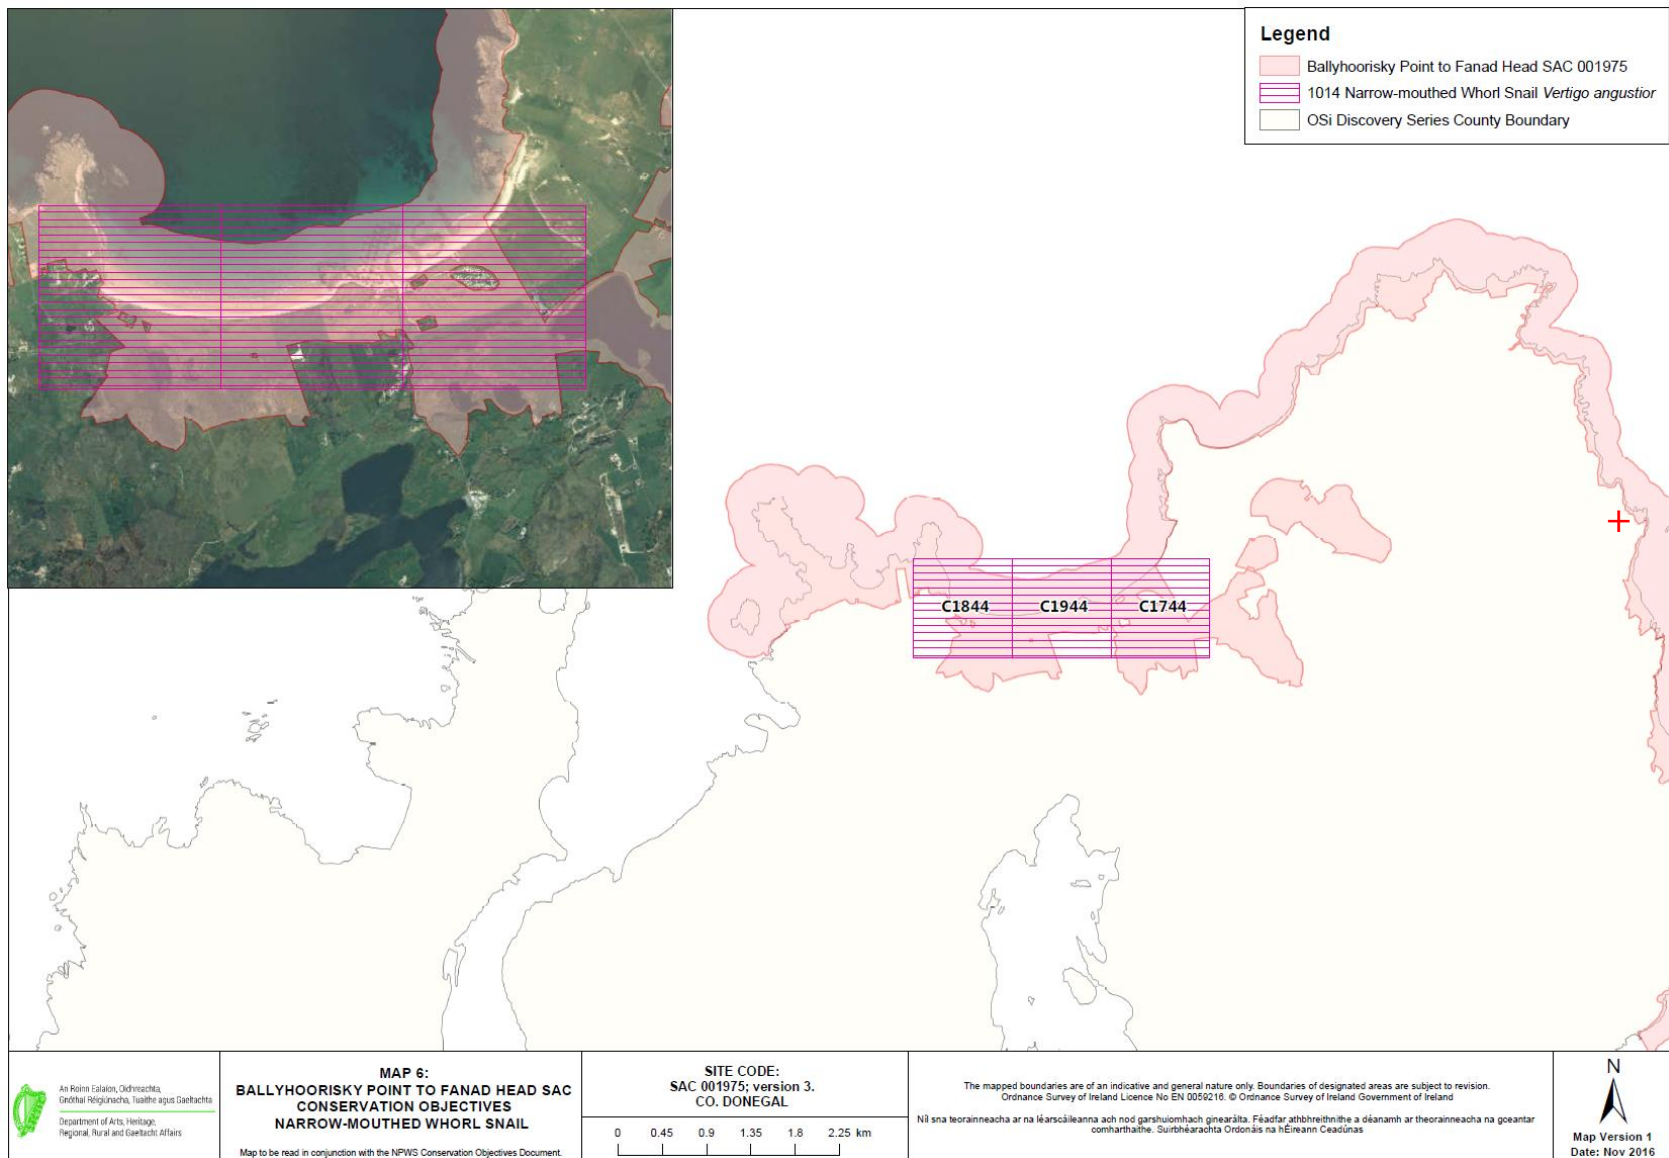 Legend
Ballyhoorisky Point to Fanad Head SAC 001975
1014 Narrow-mouthed Whorl Snail Vertigo angustior
OSi Discovery Series County Boundary
C1844 C1944 C1744
An Roinn Ealaíon, Oidhreachta,
Gnóthaí Réigiúnacha, Tuaithe agus Gaeltachta
Department of Arts, Heritage,
Regional, Rural and Gaeltacht Affairs
MAP 6:
BALLYHOORISKY POINT TO FANAD HEAD SAC
CONSERVATION OBJECTIVES
NARROW-MOUTHED WHORL SNAIL
Map to be read in conjunction with the NPWS Conservation Objectives Document.
SITE CODE:
SAC 001975; version 3.
CO. DONEGAL
0 0.45 0.9 1.35 1.8 2.25 km
The mapped boundaries are of an indicative and general nature only. Boundaries of designated areas are subject to revision.
Ordnance Survey of Ireland Licence No EN 0059216. © Ordnance Survey of Ireland Government of Ireland
Níl sna teorainneacha ar na léarscáileanna ach nod garshuiomhach ginearálta. Féadfar athbhreithnithe a déanamh ar theorainneacha na gceantar
comharthaithe. Suirbhéarachta Ordonáis na hÉireann Ceadúnas
N
Map Version 1
Date: Nov 2016